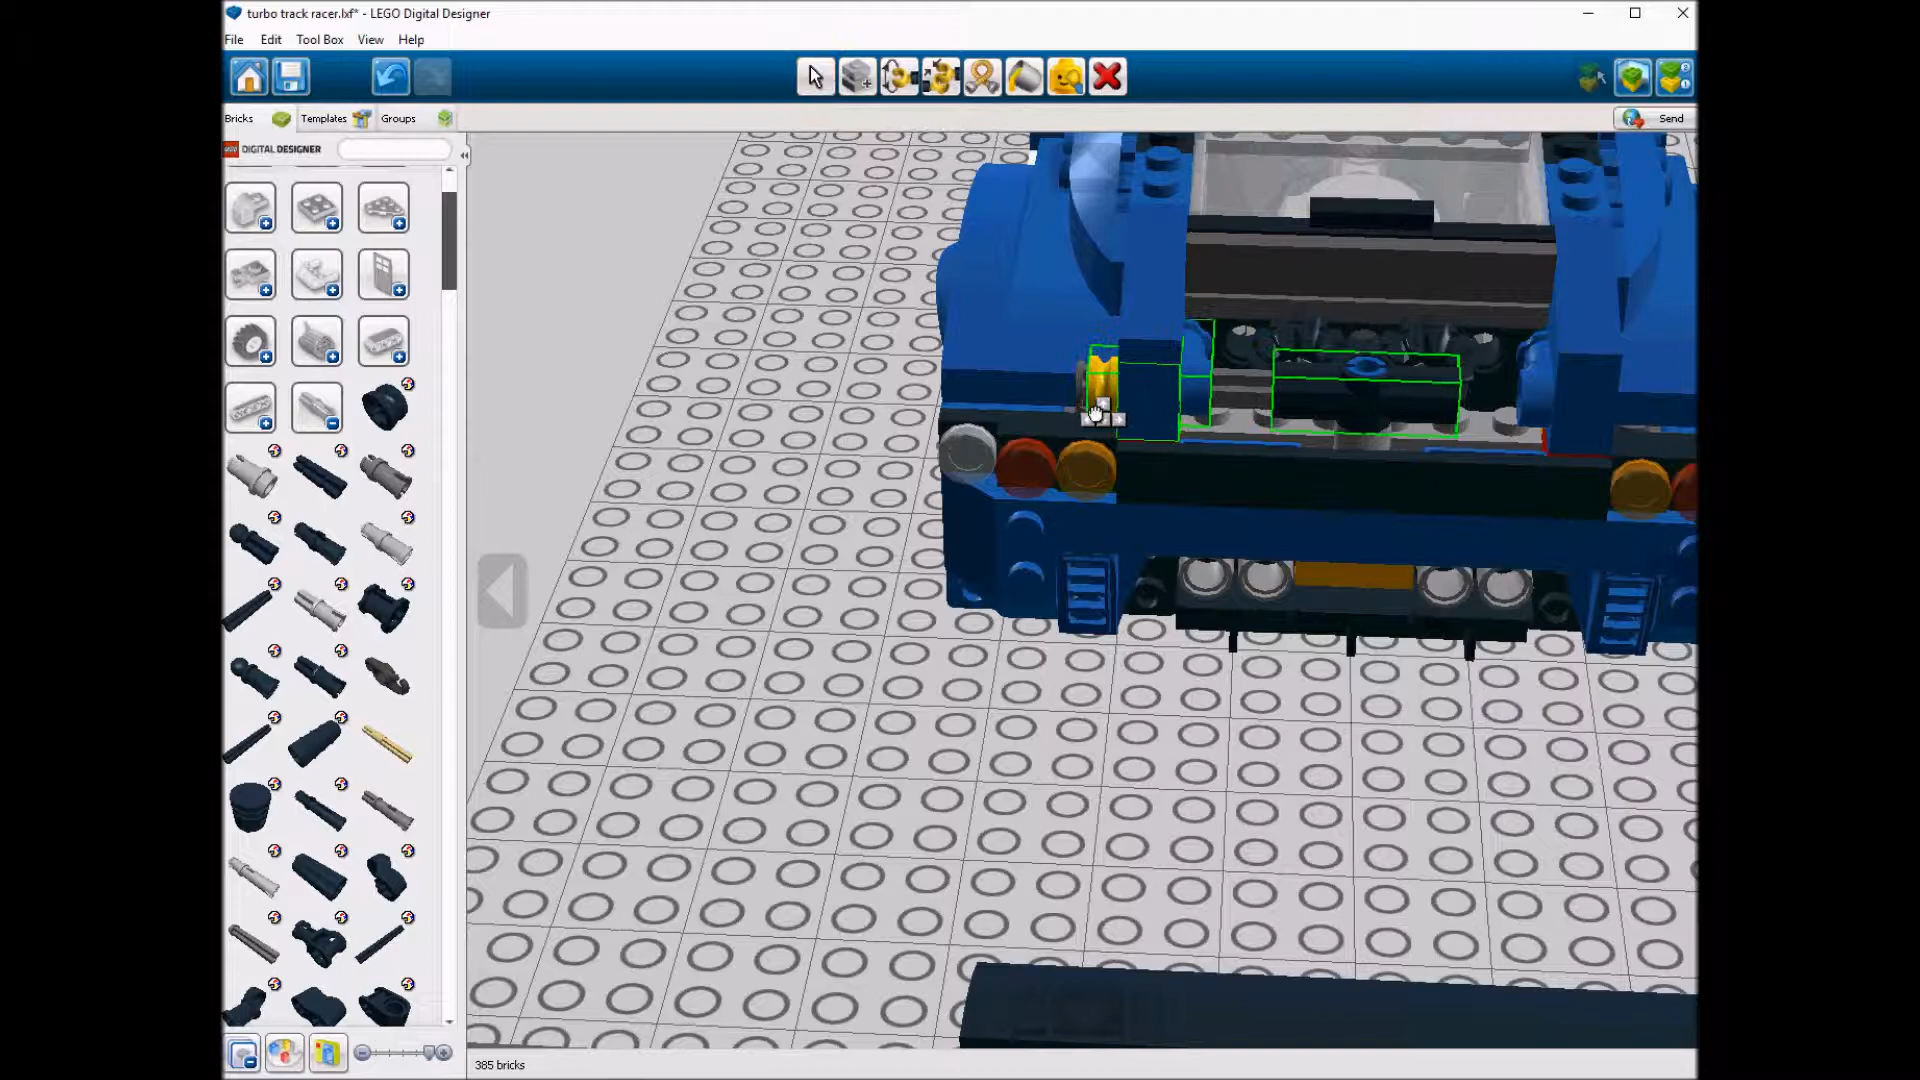 turbo track racer.lxf* - LEGO Digital Designer
File Edit Tool Box View Help
Bricks Templates Groups Send
LEGO DIGITAL DESIGNER
385 bricks